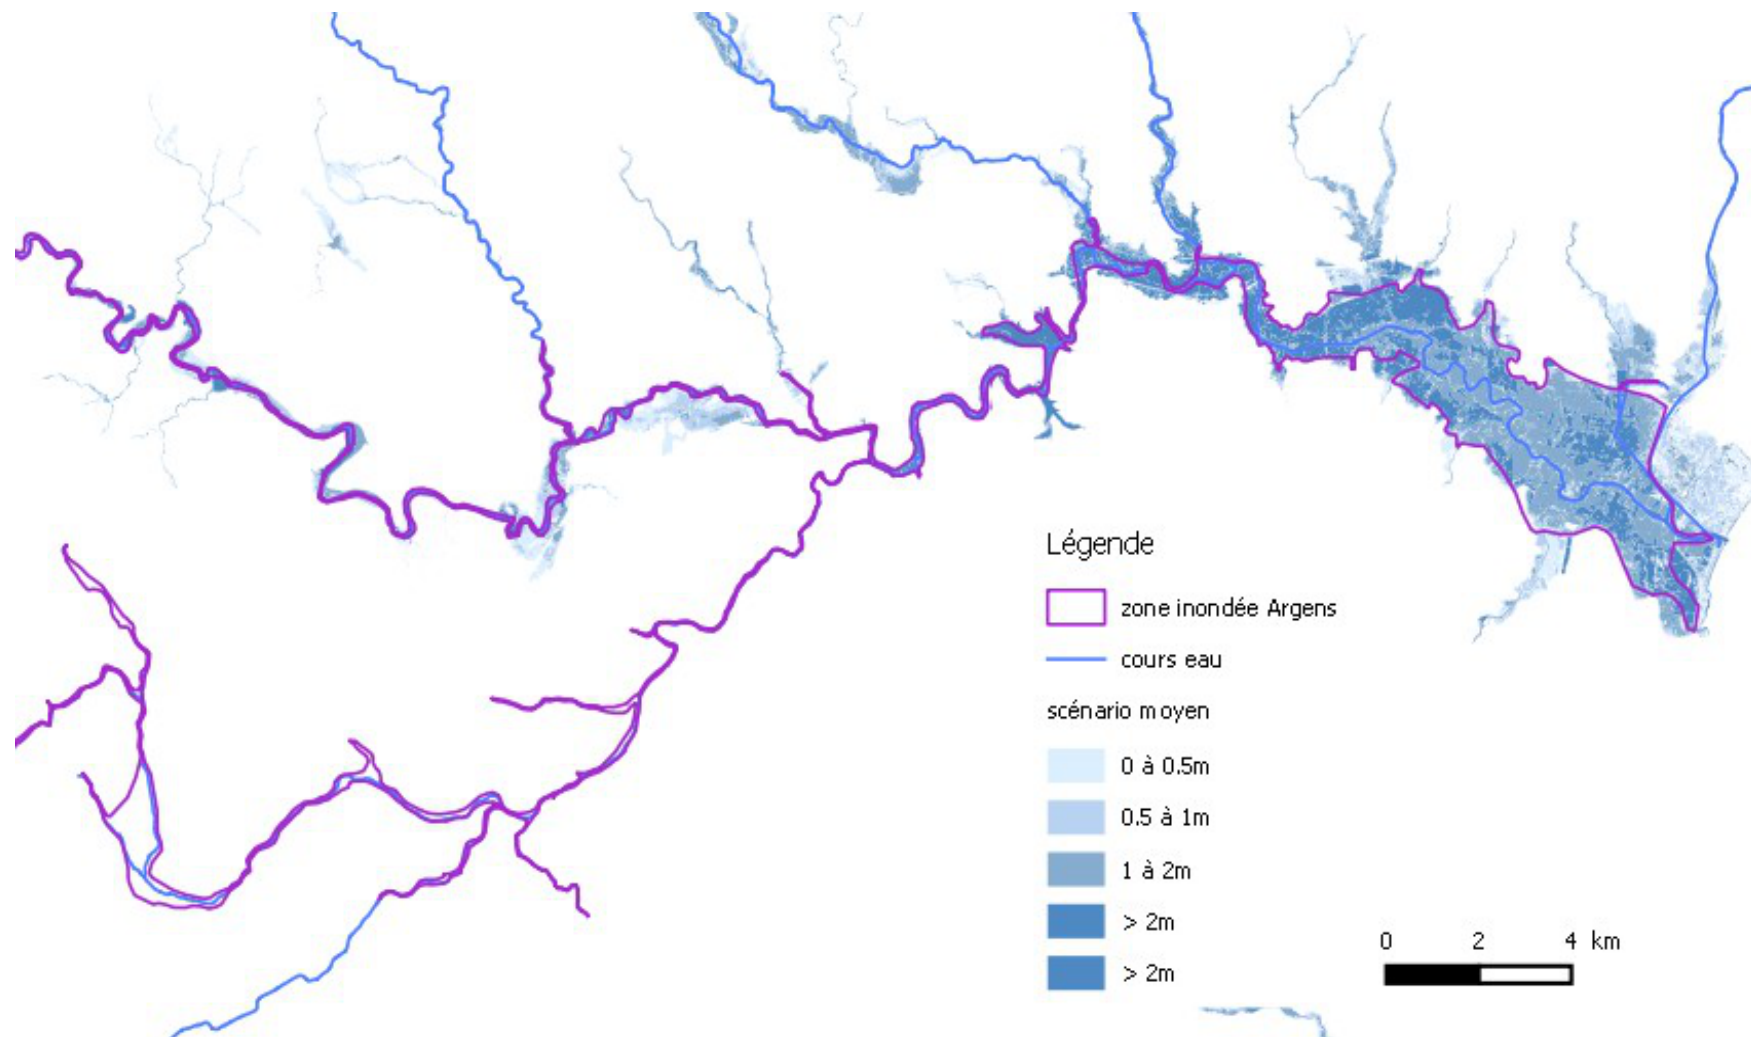 Légende
zone inondée Argens
cours eau
scénario moyen
0 à 0.5m
0.5 à 1m
1 à 2m
> 2m
> 2m
0 2 4 km